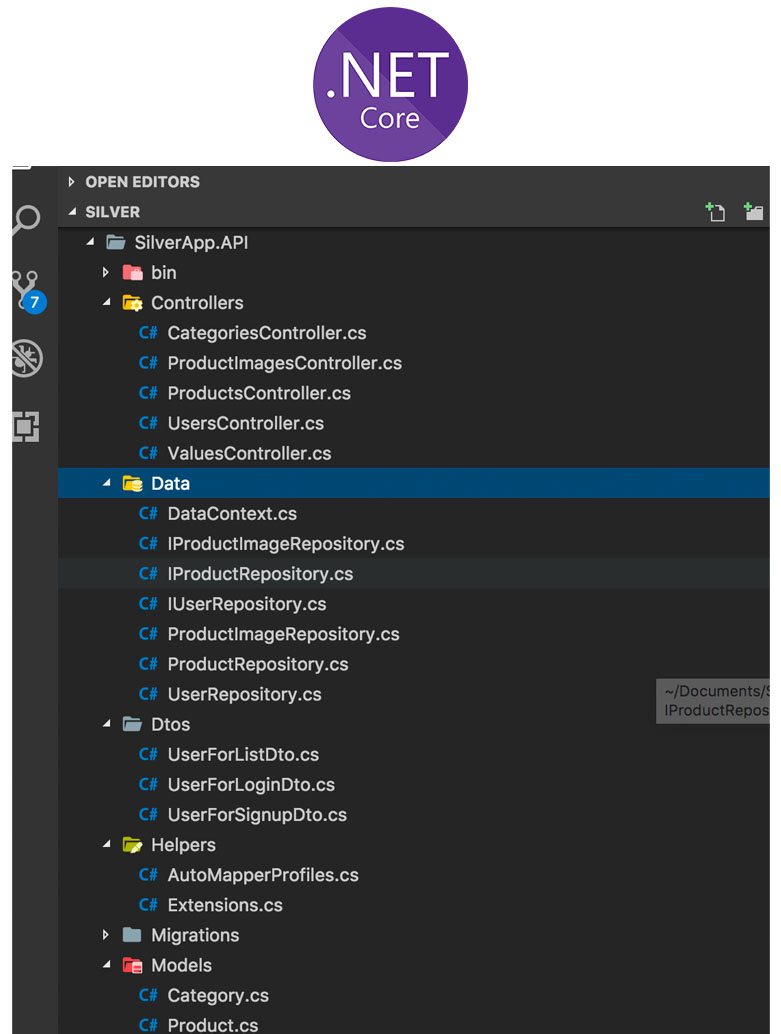 .NET
Core
OPEN EDITORS
SILVER
SilverApp.API
bin
7
Controllers
C# CategoriesController.cs
C# ProductImagesController.cs
C# ProductsController.cs
C# UsersController.cs
C# ValuesController.cs
Data
C# DataContext.cs
C# IProductImageRepository.cs
C# IProductRepository.cs
C# IUserRepository.cs
C# ProductImageRepository.cs
C# ProductRepository.cs
C# UserRepository.cs
~/Documents/S
IProductRepos
Dtos
C# UserForListDto.cs
C# UserForLoginDto.cs
C# UserForSignupDto.cs
Helpers
C# AutoMapperProfiles.cs
C# Extensions.cs
Migrations
Models
C# Category.cs
C# Product.cs